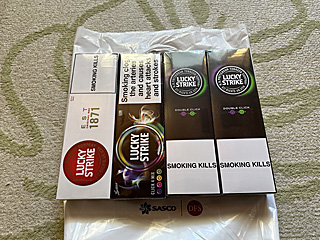 SMOKING KILLS
EST
1871
LUCKY
STRIKE
Smoking clogs
the arteries
and causes
heart attacks
and strokes
LUCKY
STRIKE
LUCKY
STRIKE
DOUBLE CLICK
SMOKING KILLS
LUCKY
STRIKE
DOUBLE CLICK
SMOKING KILLS
SASCO